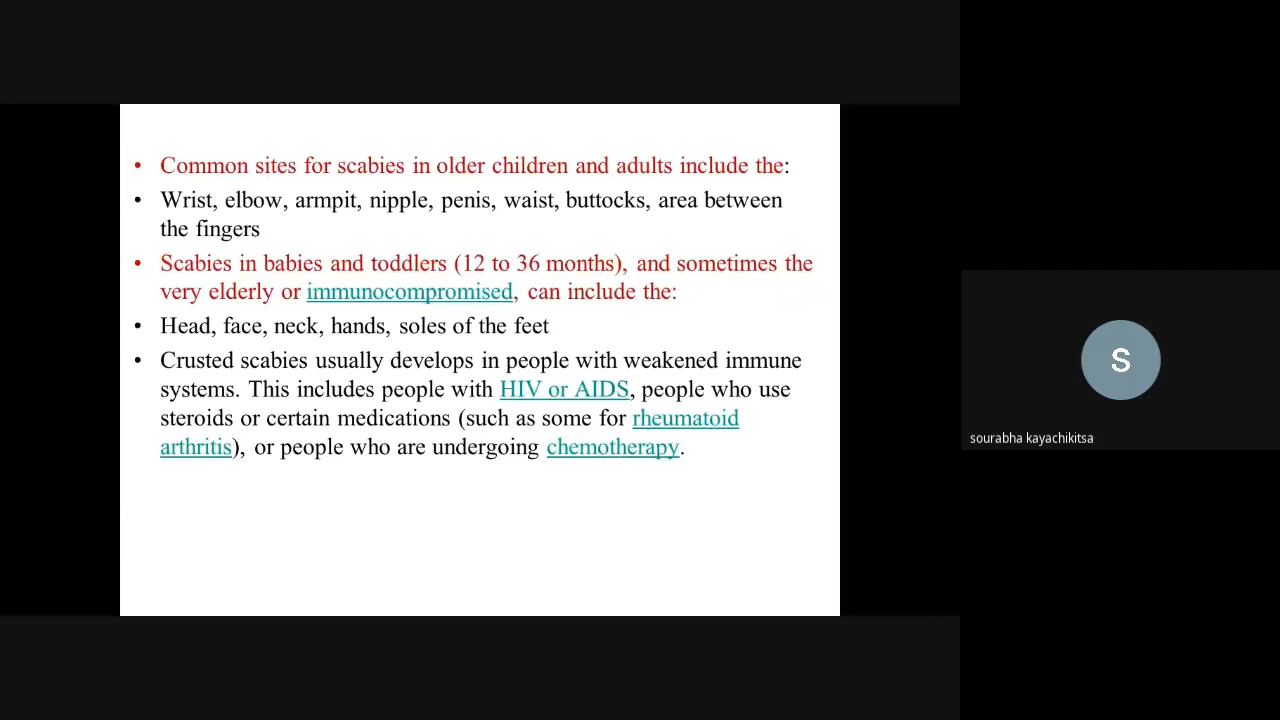 • Common sites for scabies in older children and adults include the:
• Wrist, elbow, armpit, nipple, penis, waist, buttocks, area between
the fingers
• Scabies in babies and toddlers (12 to 36 months), and sometimes the
very elderly or immunocompromised, can include the:
• Head, face, neck, hands, soles of the feet
• Crusted scabies usually develops in people with weakened immune
systems. This includes people with HIV or AIDS, people who use
steroids or certain medications (such as some for rheumatoid
arthritis), or people who are undergoing chemotherapy.
S
sourabha kayachikitsa